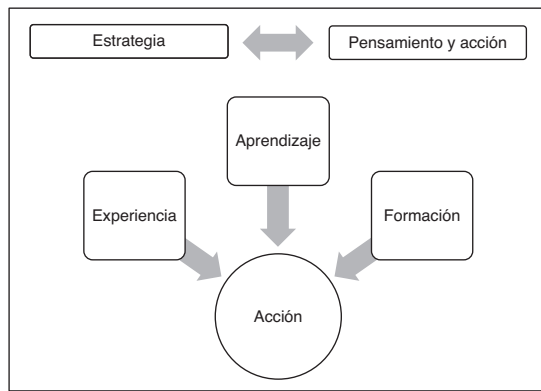 Estrategia
Pensamiento y acción
Aprendizaje
Experiencia
Formación
Acción